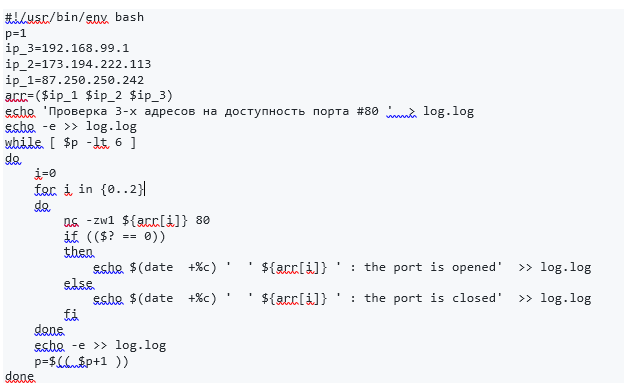 #!/usr/bin/env bash
p=1
ip_3=192.168.99.1
ip_2=173.194.222.113
ip_1=87.250.250.242
arr=($ip_1 $ip_2 $ip_3)
echo 'Проверка 3-х адресов на доступность порта #80 '  > log.log
echo -e >> log.log
while [ $p -lt 6 ]
do
    i=0
    for i in {0..2}
    do
        nc -zw1 ${arr[i]} 80
        if (($? == 0))
        then
            echo $(date  +%c) '  ' ${arr[i]} ' : the port is opened'  >> log.log
        else
            echo $(date  +%c) '  ' ${arr[i]} ' : the port is closed'  >> log.log
        fi
    done
    echo -e >> log.log
    p=$(( $p+1 ))
done